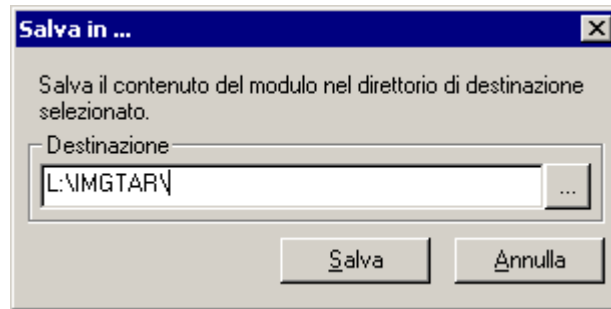 Salva in ...
Salva il contenuto del modulo nel direttorio di destinazione
selezionato.
Destinazione
L:\IMGTAR\
...
Salva
Annulla